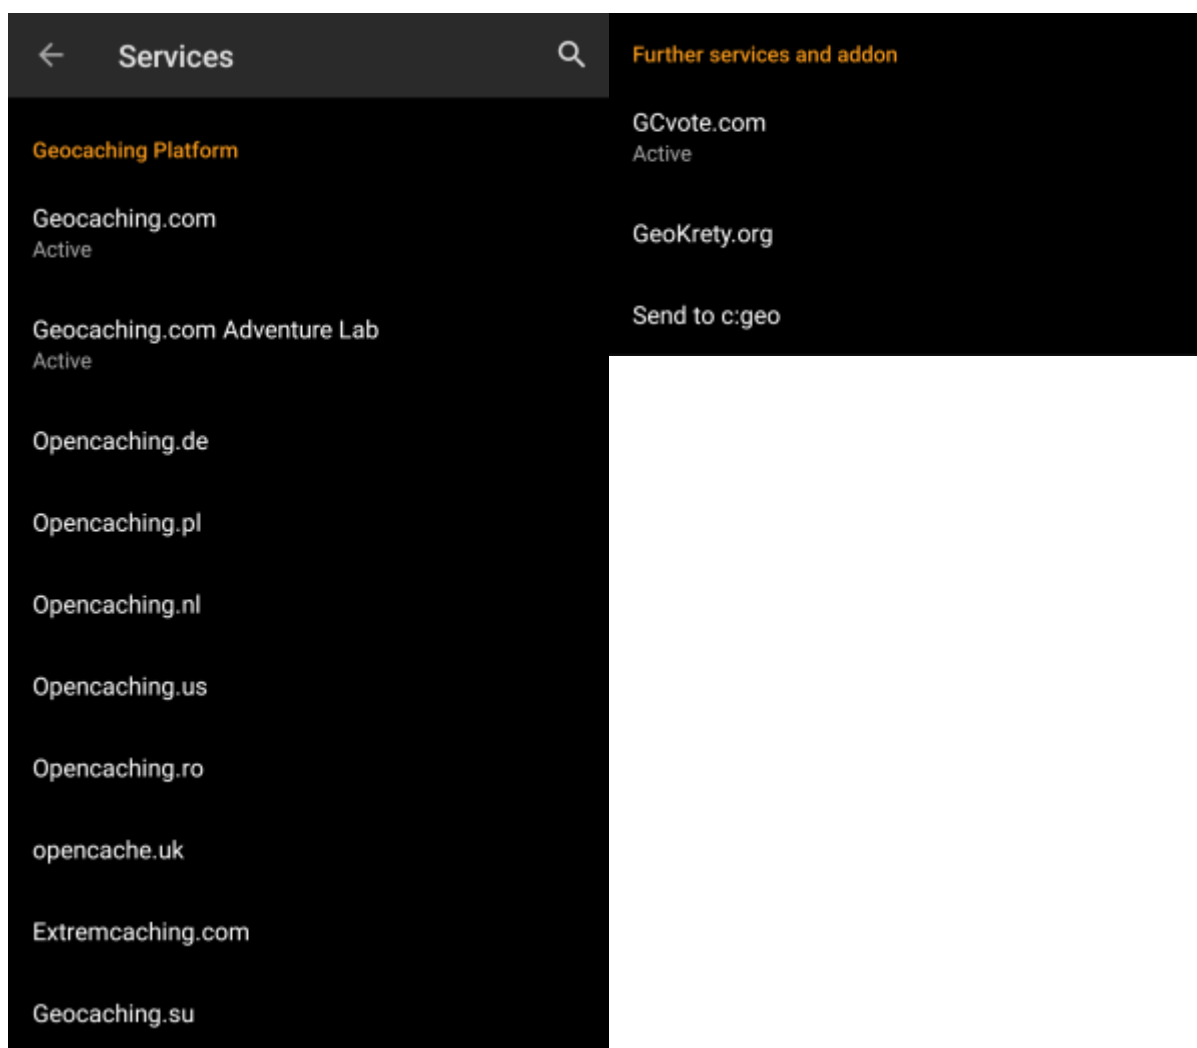 Services
Geocaching Platform
Geocaching.com
Active
Geocaching.com Adventure Lab
Active
Opencaching.de
Opencaching.pl
Opencaching.nl
Opencaching.us
Opencaching.ro
opencache.uk
Extremcaching.com
Geocaching.su
Further services and addon
GCvote.com
Active
GeoKrety.org
Send to c:geo